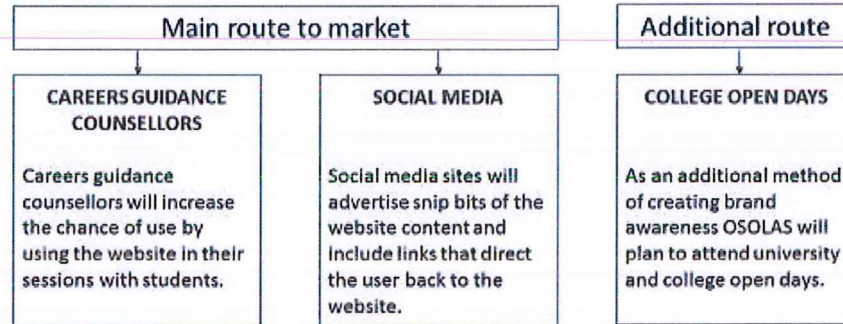 Main route to market
Additional route
CAREERS GUIDANCE
COUNSELLORS
Careers guidance
counsellors will increase
the chance of use by
using the website in their
sessions with students.
SOCIAL MEDIA
Social media sites will
advertise snip bits of the
website content and
include links that direct
the user back to the
website.
COLLEGE OPEN DAYS
As an additional method
of creating brand
awareness OSOLAS will
plan to attend university
and college open days.